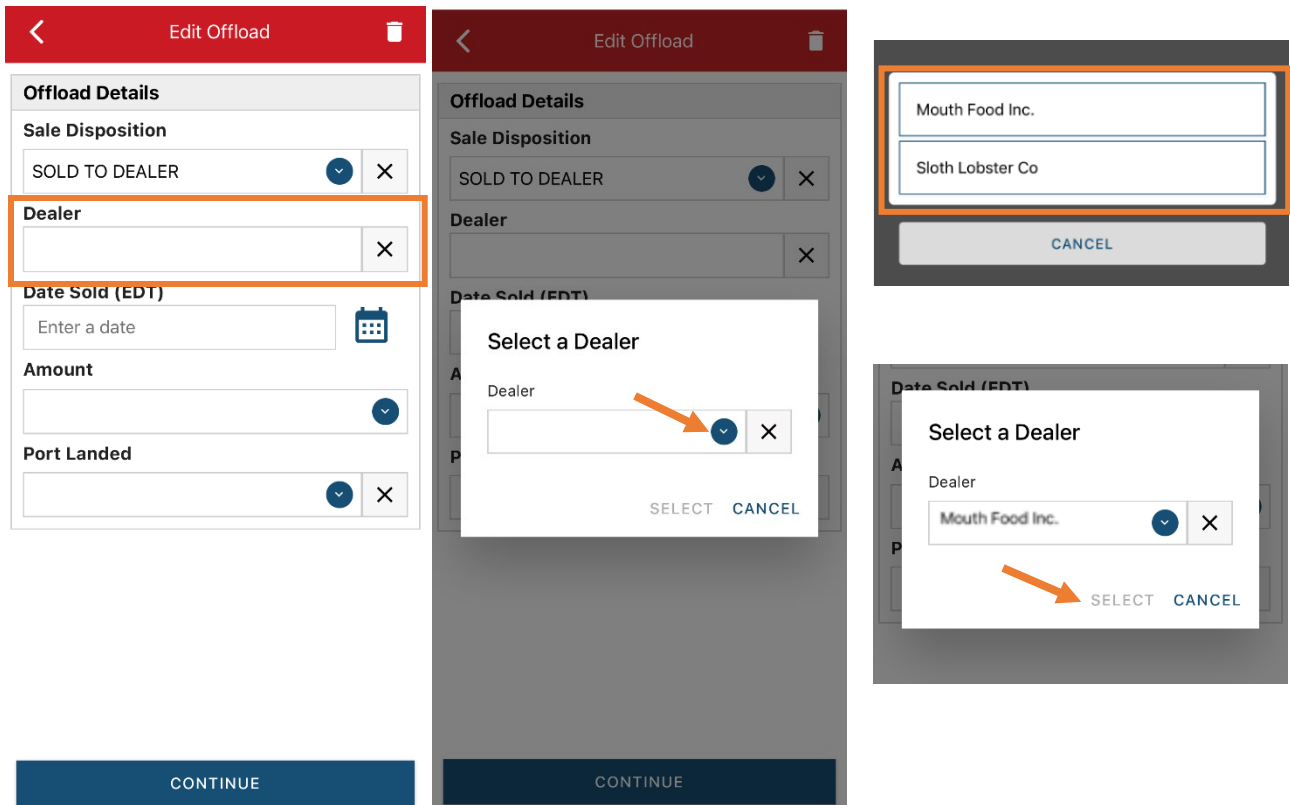 Edit Offload
Offload Details
Sale Disposition
SOLD TO DEALER
Dealer
Date Sold (EDT)
Enter a date
Amount
Port Landed
CONTINUE
Edit Offload
Offload Details
Sale Disposition
SOLD TO DEALER
Dealer
Date Sold (EDT)
A
P
Select a Dealer
Dealer
SELECT CANCEL
CONTINUE
Mouth Food Inc.
Sloth Lobster Co
CANCEL
Date Sold (EDT)
A
P
Select a Dealer
Dealer
Mouth Food Inc.
SELECT CANCEL